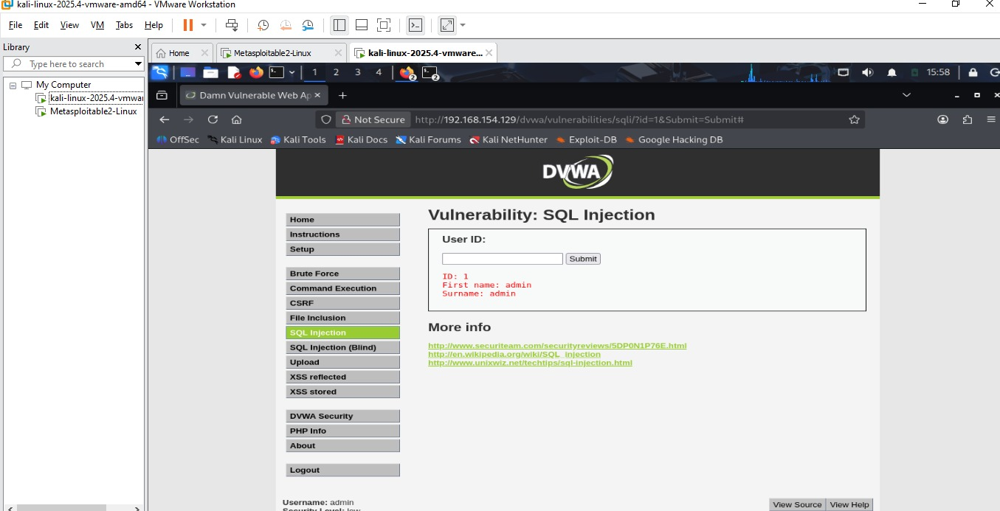 kali-linux-2025.4-vmware-amd64 - VMware Workstation
File Edit View VM Tabs Help
Library
Home Metasploitable2-Linux kali-linux-2025.4-vmware...
Type here to search
1 2 3 4 2 2 15:58
My Computer
kali-linux-2025.4-vmwar
Metasploitable2-Linux
Damn Vulnerable Web Ap
Not Secure http://192.168.154.129/dvwa/vulnerabilities/sqli/?id=1&Submit=Submit#
OffSec Kali Linux Kali Tools Kali Docs Kali Forums Kali NetHunter Exploit-DB Google Hacking DB
DVWA
Home
Instructions
Setup
Brute Force
Command Execution
CSRF
File Inclusion
SQL Injection
SQL Injection (Blind)
Upload
XSS reflected
XSS stored
DVWA Security
PHP Info
About
Logout
Vulnerability: SQL Injection
User ID:
Submit
ID: 1
First name: admin
Surname: admin
More info
http://www.securiteam.com/securityreviews/5DP0N1P76E.html
http://en.wikipedia.org/wiki/SQL_injection
http://www.unixwiz.net/techtips/sql-injection.html
Username: admin
Security Level: low
View Source View Help